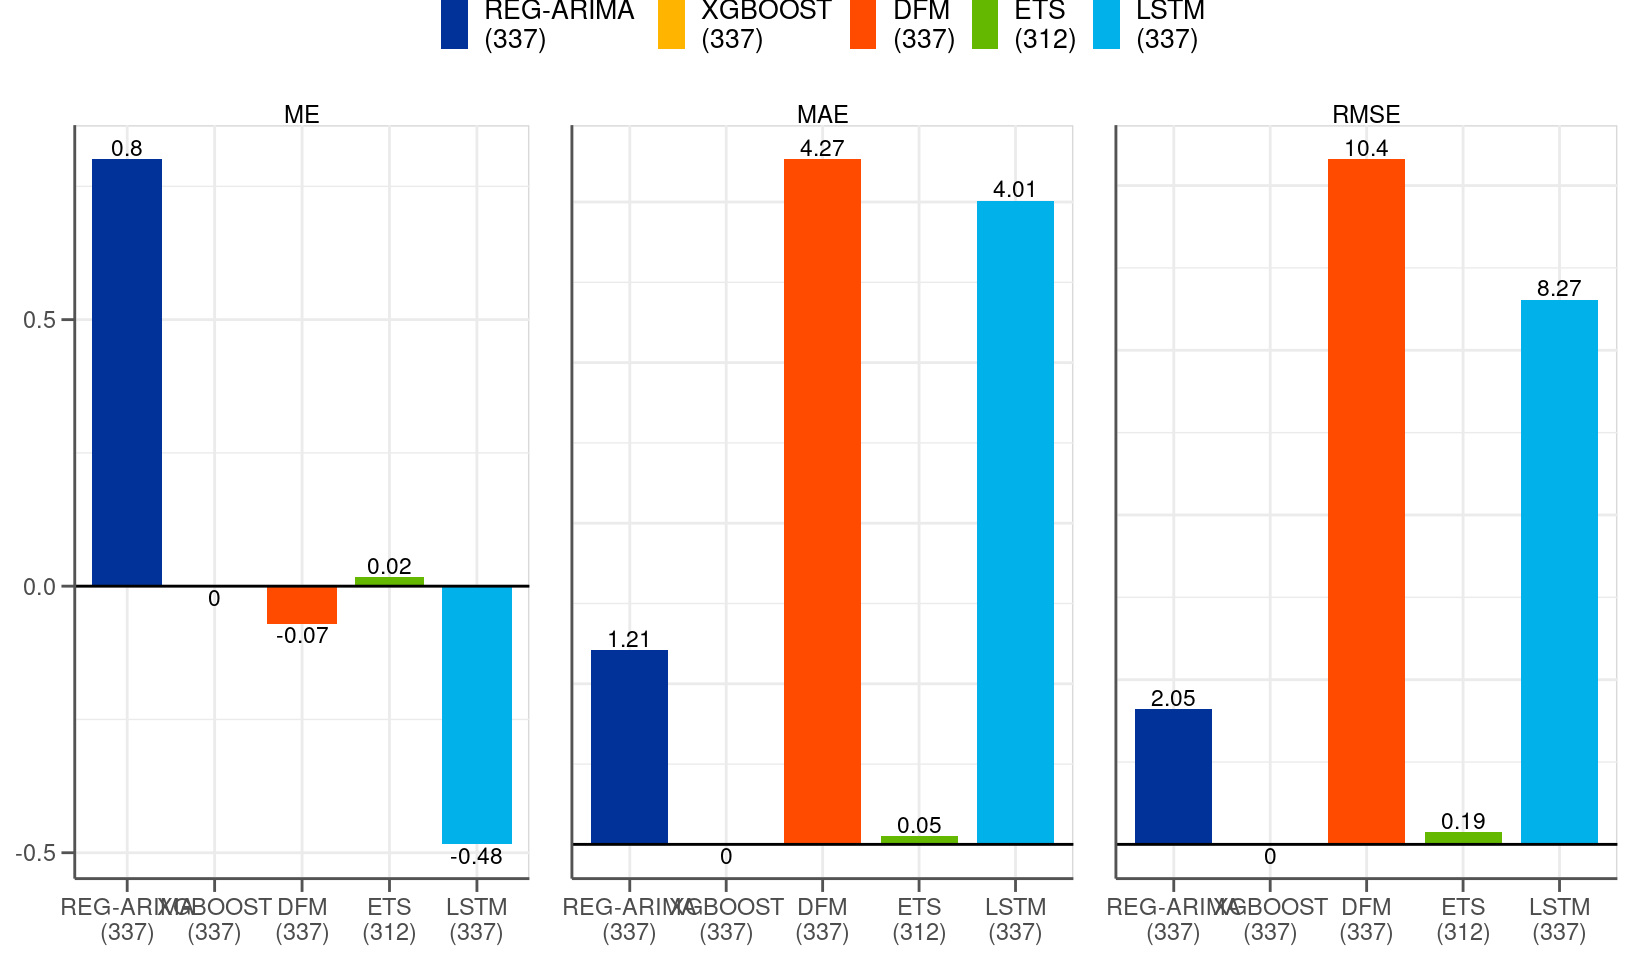 REG-ARIMA XGBOOST DFM ETS LSTM
(337) (337) (337) (312) (337)
ME MAE RMSE
0.8 4.27 10.4
4.01
8.27
0.5
0.02
0.0
0
-0.07 1.21
2.05
0.05 0.19
-0.5
-0.48 0 0
REG-ARIMA XGBOOST DFM ETS LSTM REG-ARIMA XGBOOST DFM ETS LSTM REG-ARIMA XGBOOST DFM ETS LSTM
(337) (337) (337) (312) (337) (337) (337) (337) (312) (337) (337) (337) (337) (312) (337)